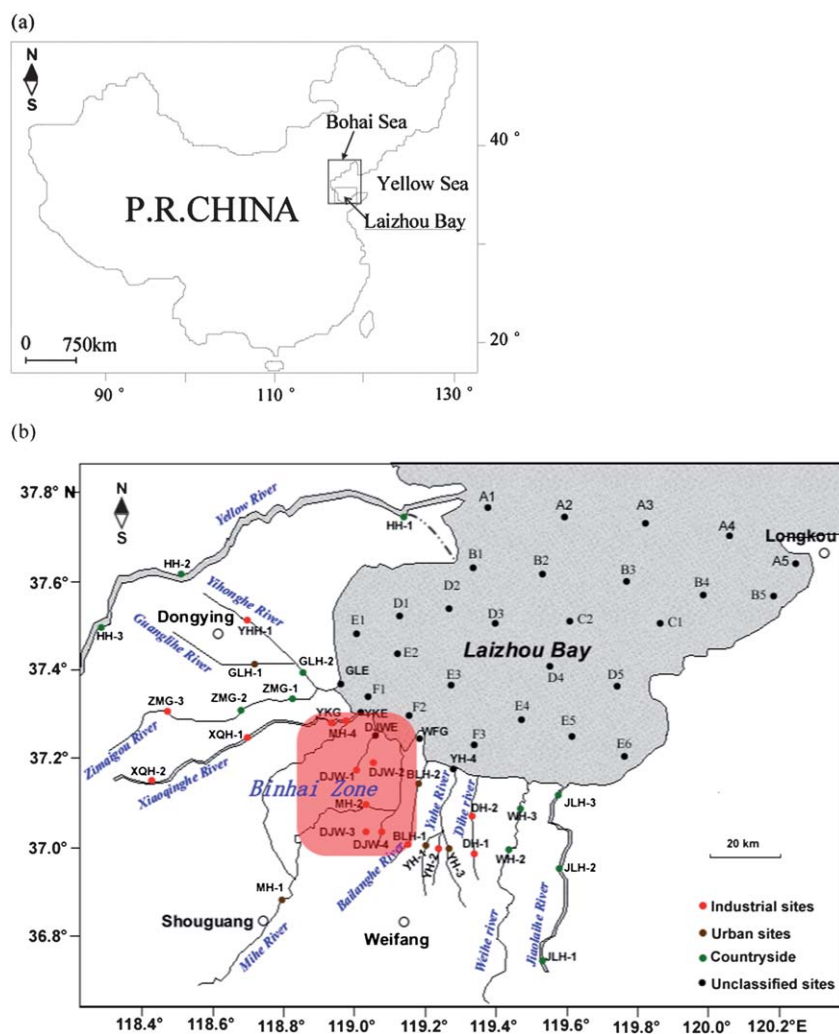 (a)
N
S
Bohai Sea
Yellow Sea
P.R.CHINA
Laizhou Bay
40 °
20 °
0 750km
90 ° 110 ° 130 °
(b)
37.8° N
37.6°
37.4°
37.2°
37.0°
36.8°
N
S
Yellow River
HH-1
HH-2
HH-3
Yihonghe River
YHH-1
Dongying
Guanglihe River
GLH-1
GLH-2
GLE
ZMG-1
ZMG-2
ZMG-3
Zimaigou River
XQH-1
XQH-2
Xiaoqinghe River
A1
A2
A3
A4
Longkou
A5
B1
B2
B3
B4
B5
D2
D1
D3
C2
C1
E1
E2
Laizhou Bay
D4
E3
D5
F1
F2
E4
E5
F3
E6
YKG
YKE
MH-4
DJWE
WFG
DJW-1
DJW-2
BLH-2
Binhai Zone
MH-2
DJW-3
DJW-4
BLH-1
Bailanghe River
MH-1
Shouguang
Mihe River
Weifang
YH-4
Yuhe River
YH-1
YH-2
YH-3
Dihe river
DH-2
DH-1
WH-3
WH-2
Weihe river
JLH-3
JLH-2
JLH-1
Jiaolaihe River
20 km
Industrial sites
Urban sites
Countryside
Unclassified sites
118.4° 118.6° 118.8° 119.0° 119.2° 119.4° 119.6° 119.8° 120.0° 120.2°E